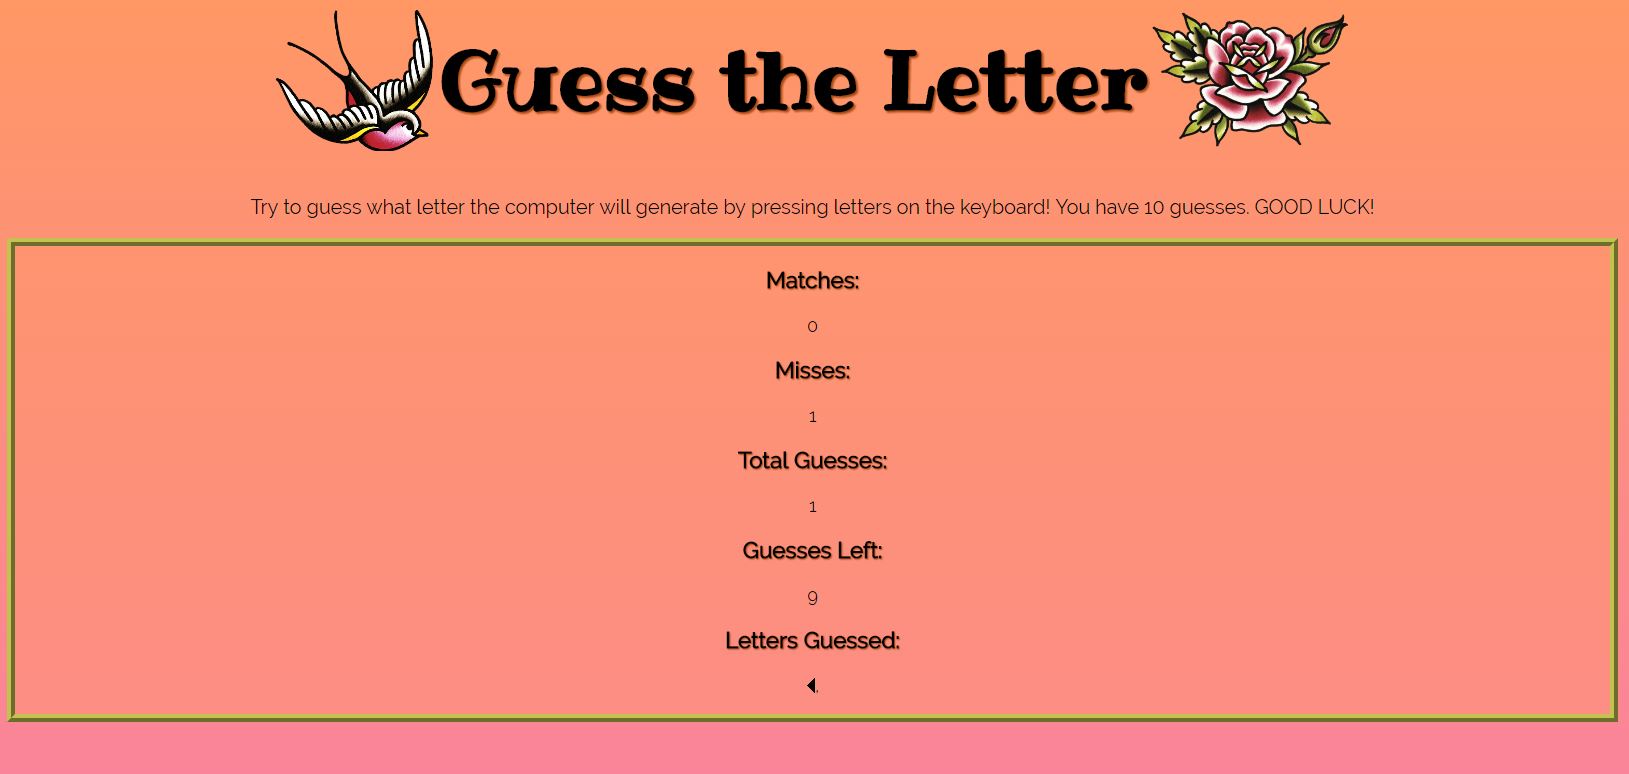 Guess the Letter
Try to guess what letter the computer will generate by pressing letters on the keyboard! You have 10 guesses. GOOD LUCK!
Matches:
0
Misses:
1
Total Guesses:
1
Guesses Left:
9
Letters Guessed:
⏴,